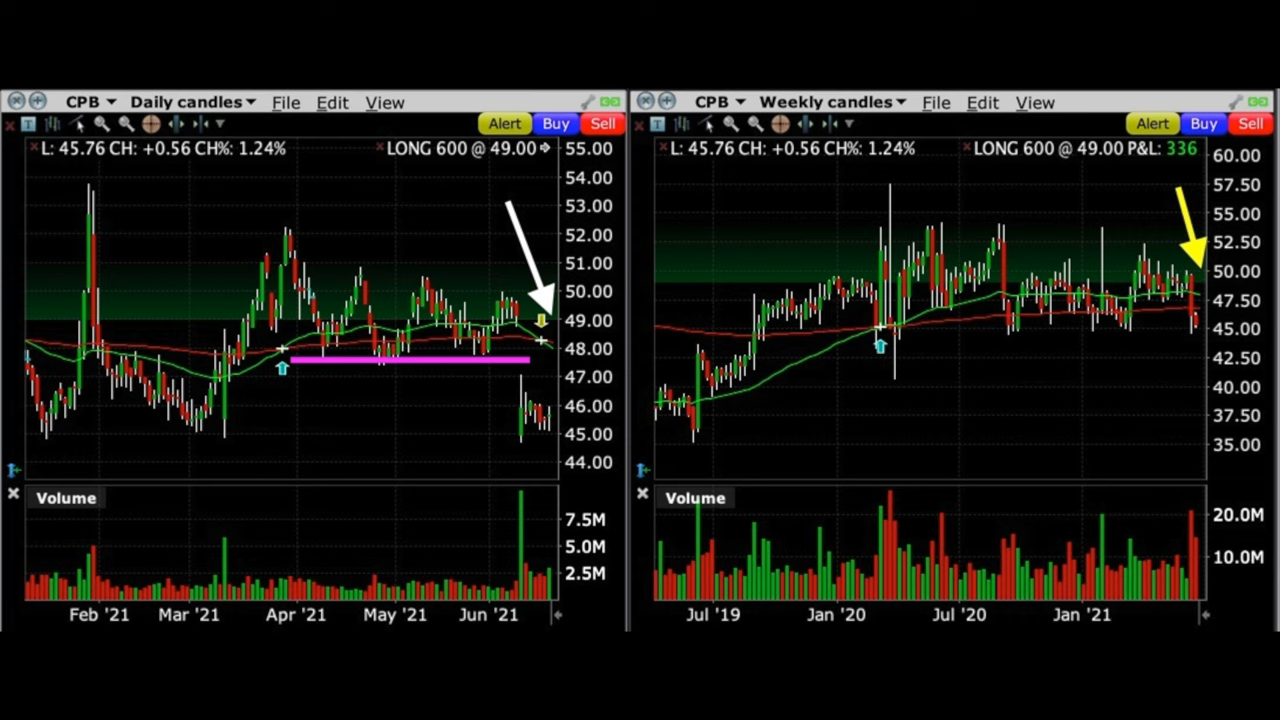 CPB Daily candles File Edit View
T Alert Buy Sell
L: 45.76 CH: +0.56 CH%: 1.24% LONG 600 @ 49.00
55.00
54.00
53.00
52.00
51.00
50.00
49.00
48.00
47.00
46.00
45.00
44.00
Volume
7.5M
5.0M
2.5M
Feb '21 Mar '21 Apr '21 May '21 Jun '21
CPB Weekly candles File Edit View
T Alert Buy Sell
L: 45.76 CH: +0.56 CH%: 1.24% LONG 600 @ 49.00 P&L: 336
60.00
57.50
55.00
52.50
50.00
47.50
45.00
42.50
40.00
37.50
35.00
Volume
20.0M
10.0M
Jul '19 Jan '20 Jul '20 Jan '21